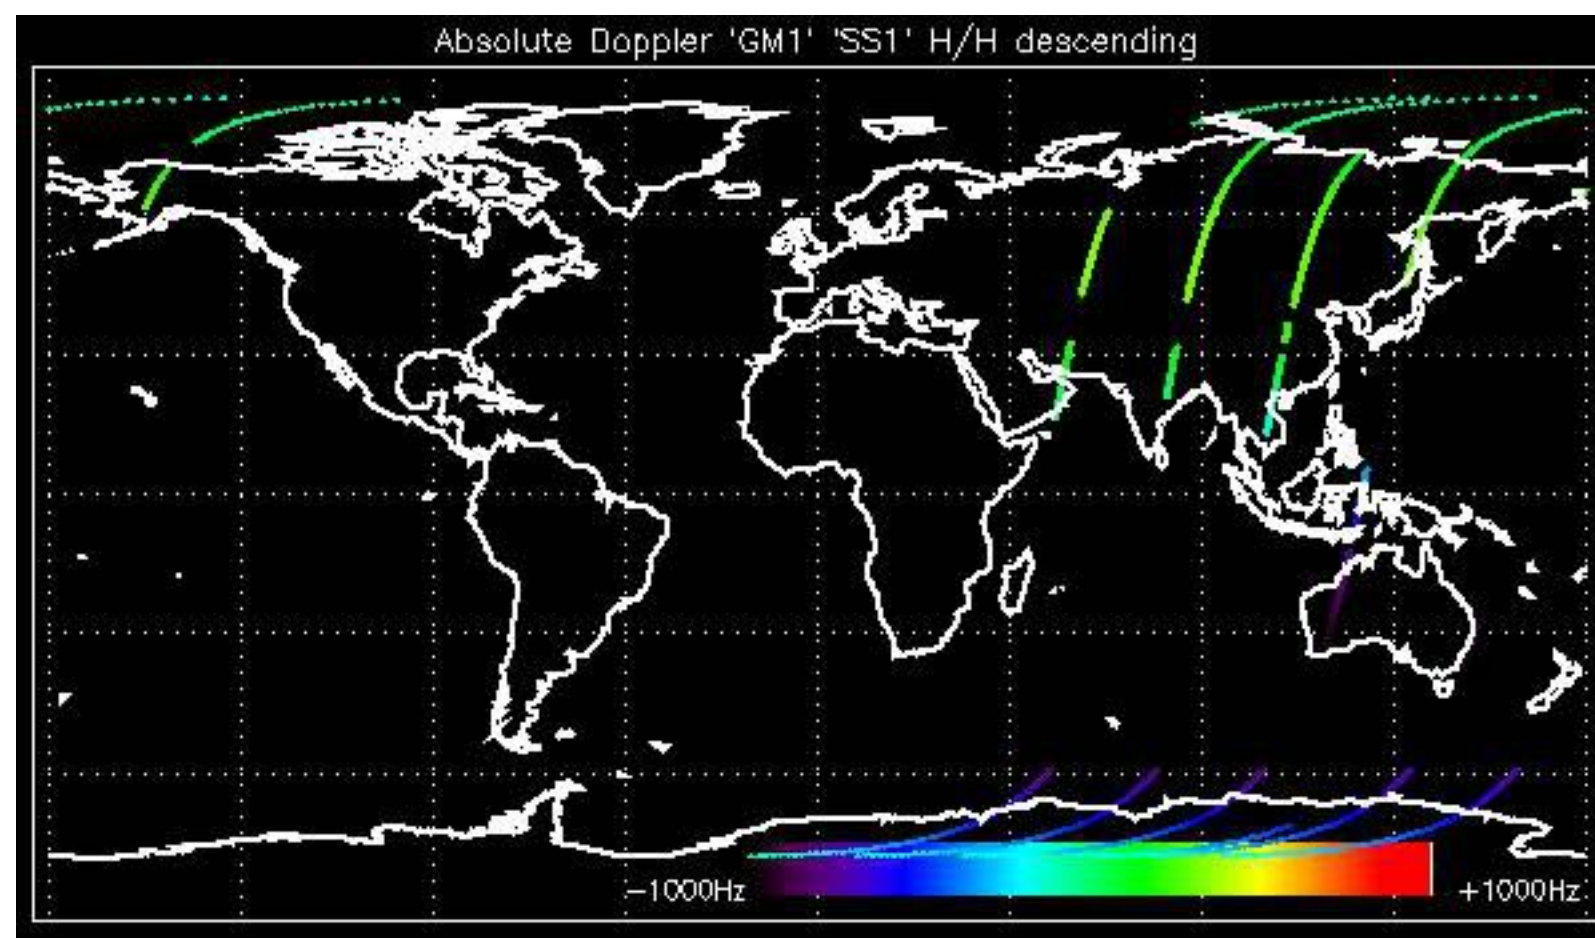 Absolute Doppler 'GM1' 'SS1' H/H descending
−1000Hz
+1000Hz